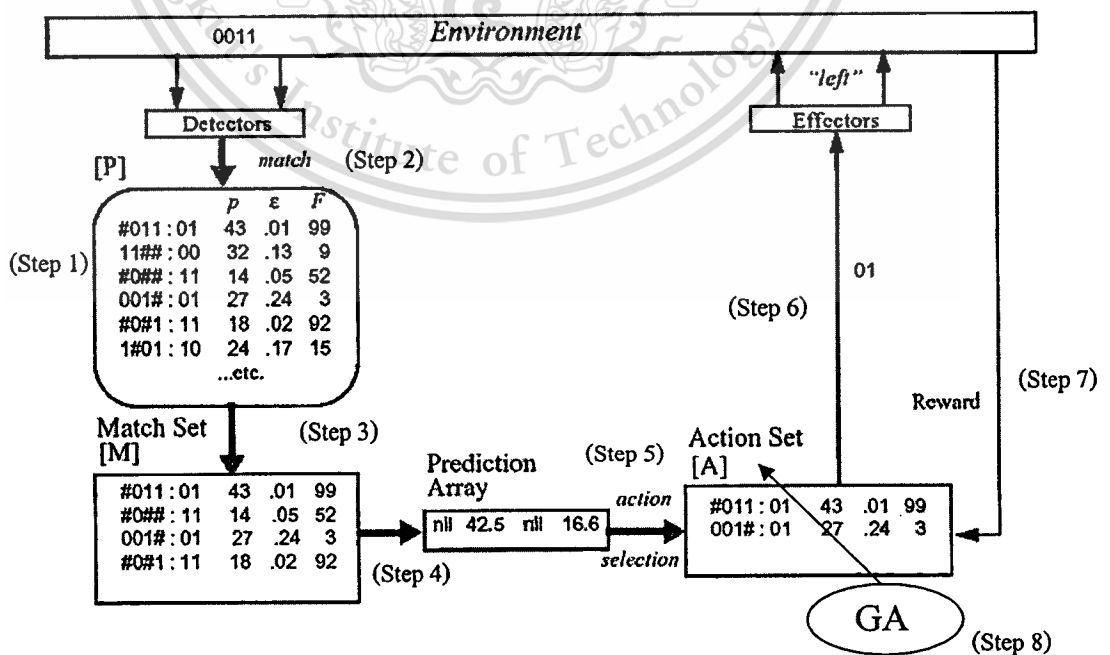 0011 Environment
"left"
Detectors
Effectors
match (Step 2)
[P]
p ε F
#011 : 01 43 .01 99
11## : 00 32 .13 9
#0## : 11 14 .05 52
001# : 01 27 .24 3
#0#1 : 11 18 .02 92
1#01 : 10 24 .17 15
...etc.
(Step 1)
01
(Step 6)
(Step 7)
Reward
(Step 3)
Match Set
[M]
#011 : 01 43 .01 99
#0## : 11 14 .05 52
001# : 01 27 .24 3
#0#1 : 11 18 .02 92
(Step 4)
Prediction
Array
nil 42.5 nil 16.6
(Step 5)
action
selection
Action Set
[A]
#011 : 01 43 .01 99
001# : 01 27 .24 3
GA
(Step 8)
's Institute of Technology